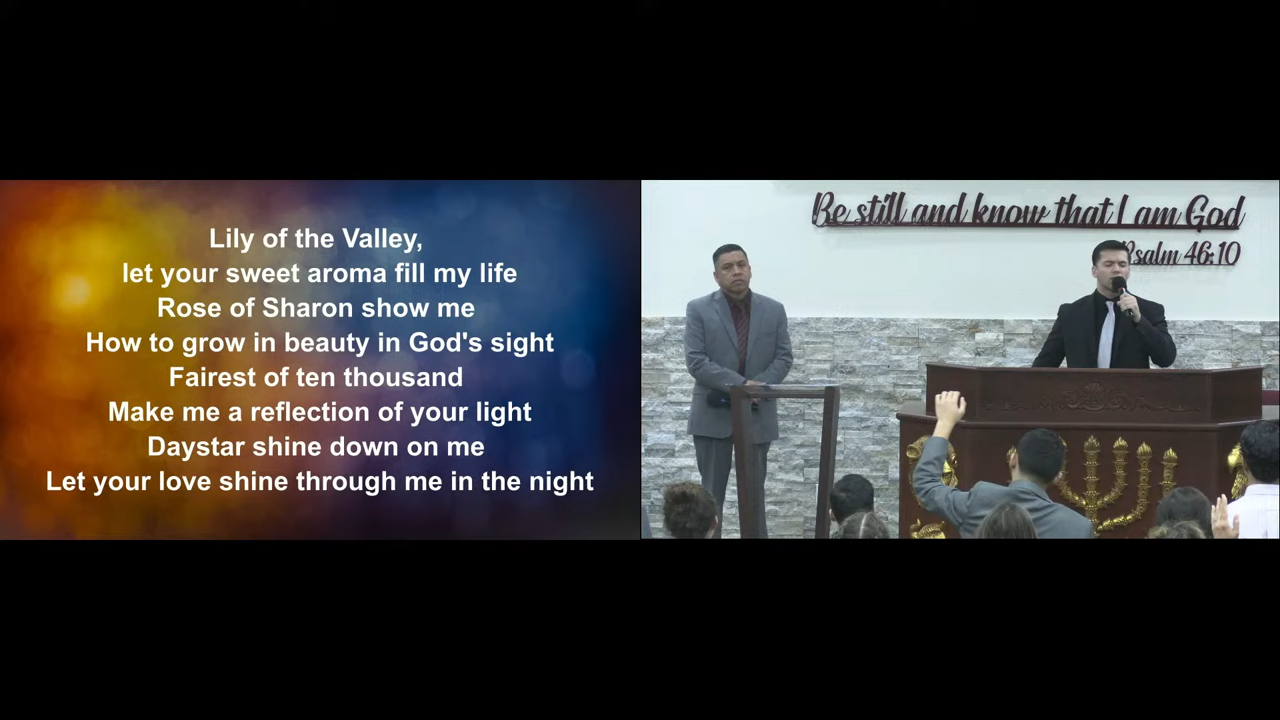 Lily of the Valley,
let your sweet aroma fill my life
Rose of Sharon show me
How to grow in beauty in God's sight
Fairest of ten thousand
Make me a reflection of your light
Daystar shine down on me
Let your love shine through me in the night
Be still and know that I am God
Psalm 46:10